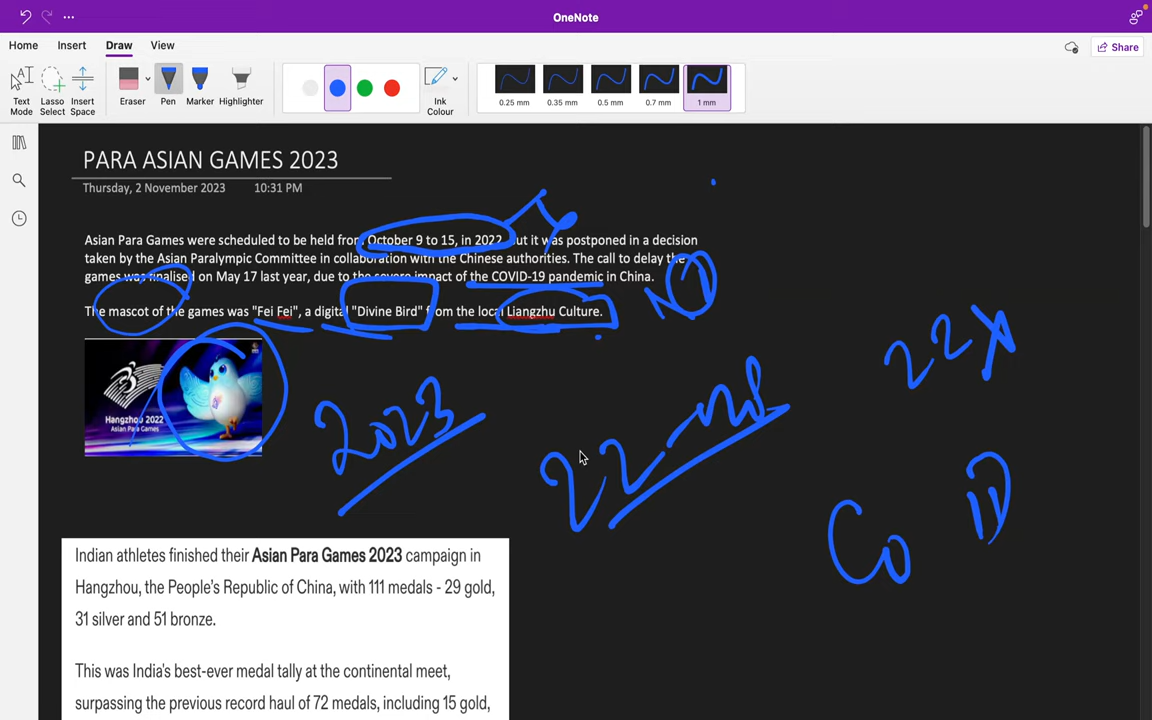 OneNote
Home Insert Draw View
Share
Text Mode
Lasso Select
Insert Space
Eraser
Pen
Marker
Highlighter
Ink Colour
0.25 mm
0.35 mm
0.5 mm
0.7 mm
1 mm
PARA ASIAN GAMES 2023
Thursday, 2 November 2023 10:31 PM
Asian Para Games were scheduled to be held from October 9 to 15, in 2022 but it was postponed in a decision
taken by the Asian Paralympic Committee in collaboration with the Chinese authorities. The call to delay the
games was finalised on May 17 last year, due to the severe impact of the COVID-19 pandemic in China.
The mascot of the games was "Fei Fei", a digital "Divine Bird" from the local Liangzhu Culture.
Hangzhou 2022
Asian Para Games
2023
22
22
Co
Indian athletes finished their Asian Para Games 2023 campaign in
Hangzhou, the People's Republic of China, with 111 medals - 29 gold,
31 silver and 51 bronze.
This was India's best-ever medal tally at the continental meet,
surpassing the previous record haul of 72 medals, including 15 gold,